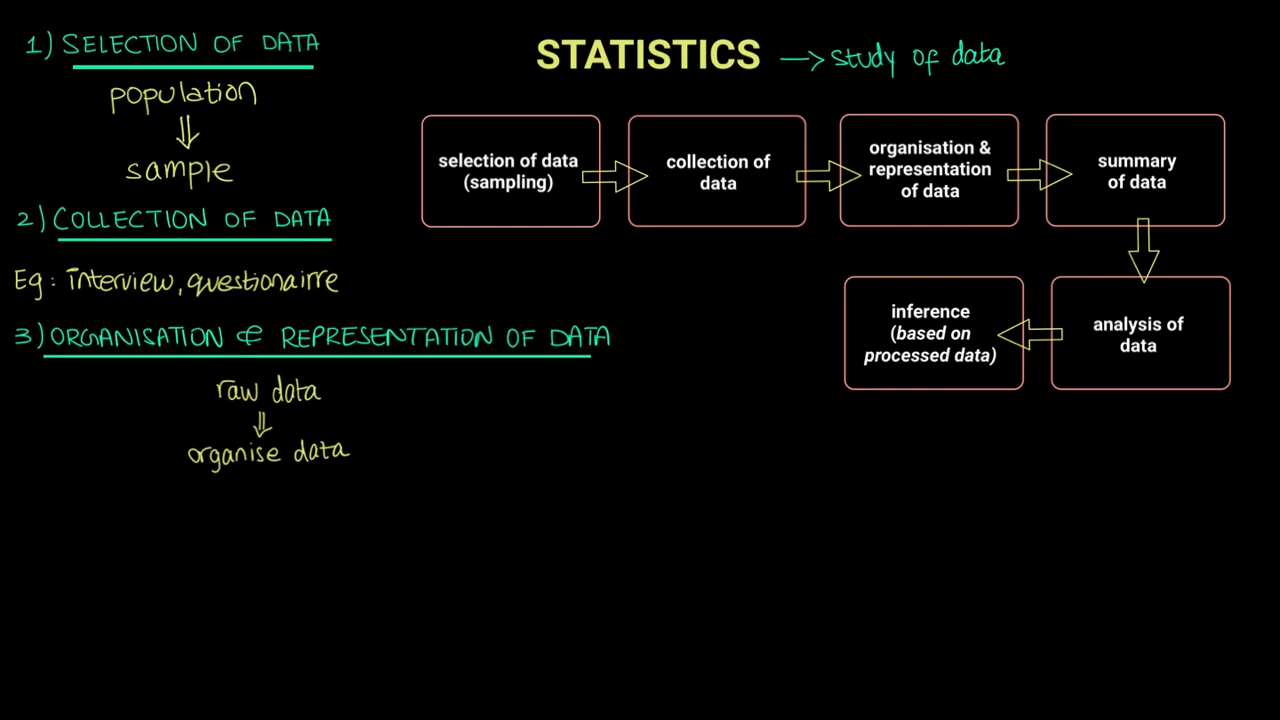 1) SELECTION OF DATA
population
⇓
sample
2) COLLECTION OF DATA
Eg: interview, questionairre
3) ORGANISATION & REPRESENTATION OF DATA
raw data
⇓
organise data
STATISTICS → study of data
selection of data
(sampling)
collection of
data
organisation &
representation
of data
summary
of data
analysis of
data
inference
(based on
processed data)